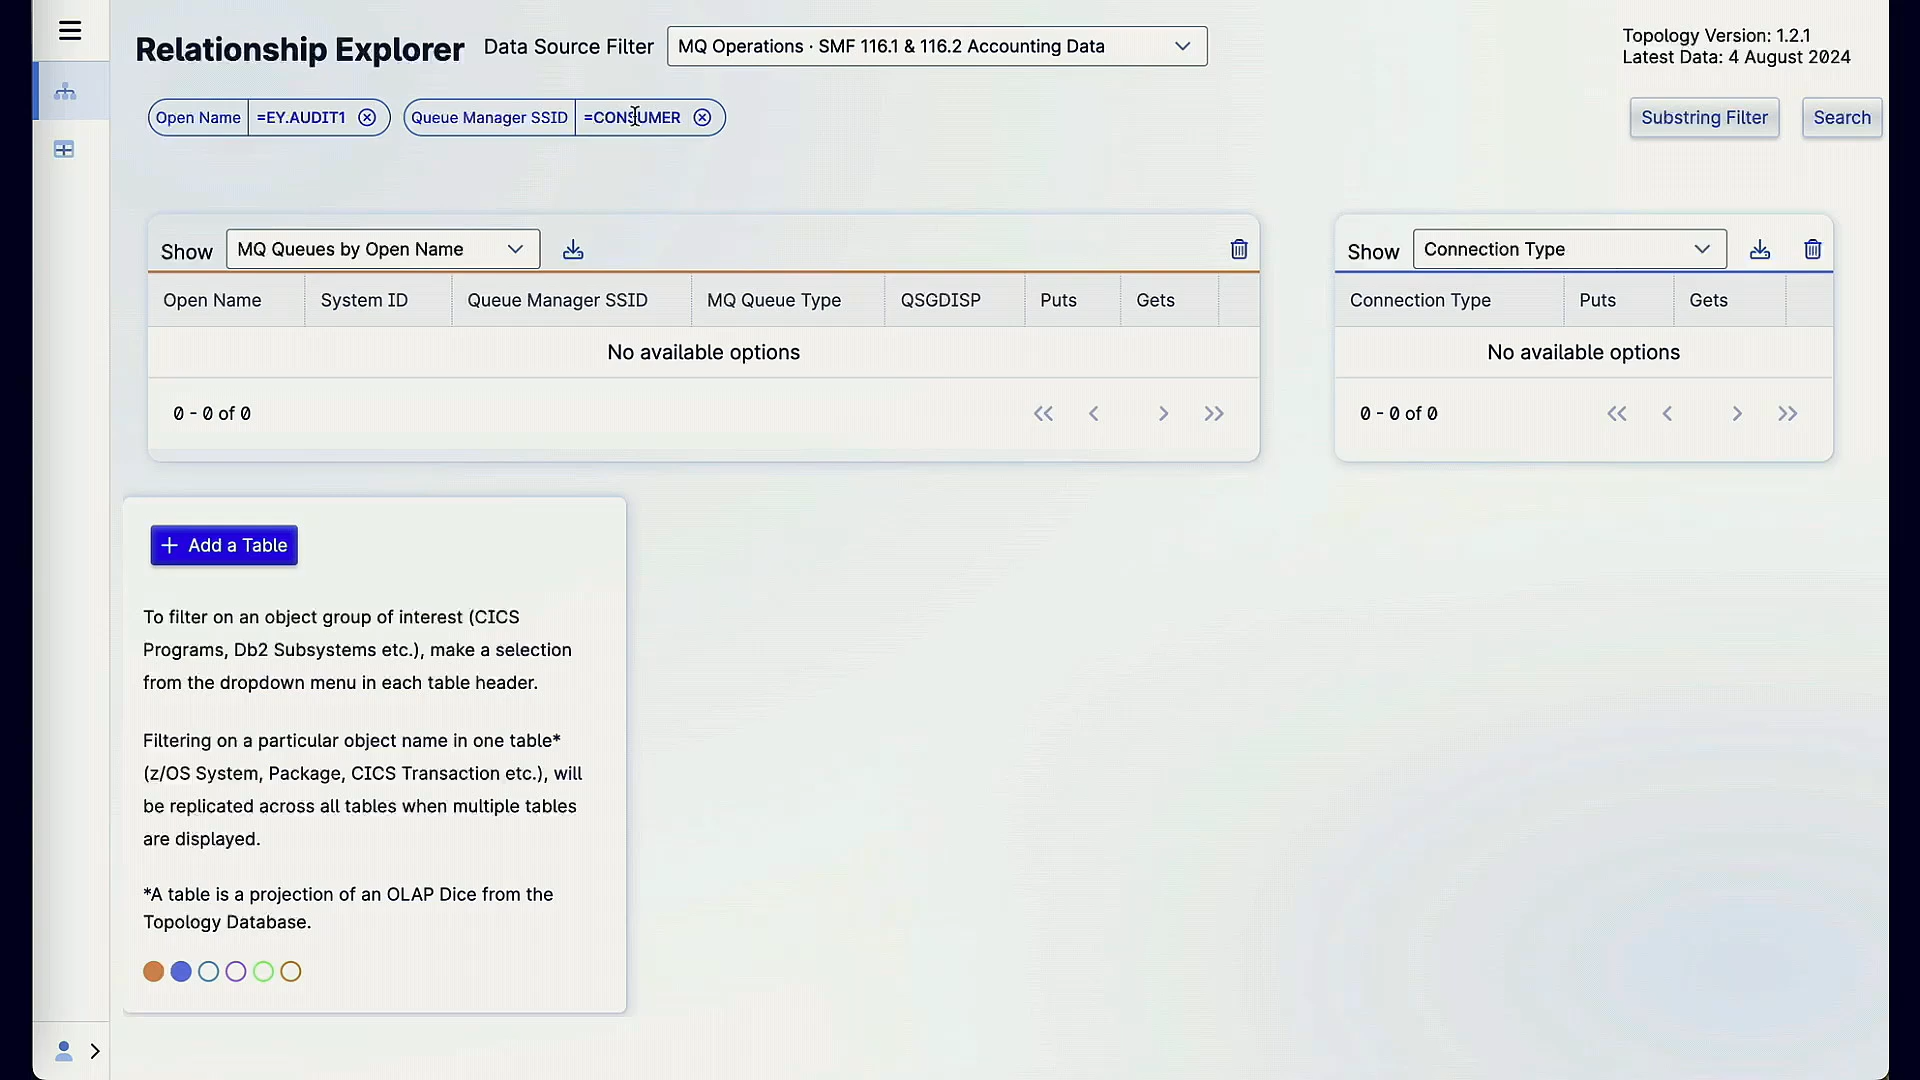 Relationship Explorer
Data Source Filter
MQ Operations · SMF 116.1 & 116.2 Accounting Data
Topology Version: 1.2.1
Latest Data: 4 August 2024
Open Name =EY.AUDIT1
Queue Manager SSID =CONSUMER
Substring Filter
Search
Show MQ Queues by Open Name
Open Name System ID Queue Manager SSID MQ Queue Type QSGDISP Puts Gets
No available options
0 - 0 of 0
Show Connection Type
Connection Type Puts Gets
No available options
0 - 0 of 0
+ Add a Table
To filter on an object group of interest (CICS
Programs, Db2 Subsystems etc.), make a selection
from the dropdown menu in each table header.
Filtering on a particular object name in one table*
(z/OS System, Package, CICS Transaction etc.), will
be replicated across all tables when multiple tables
are displayed.
*A table is a projection of an OLAP Dice from the
Topology Database.